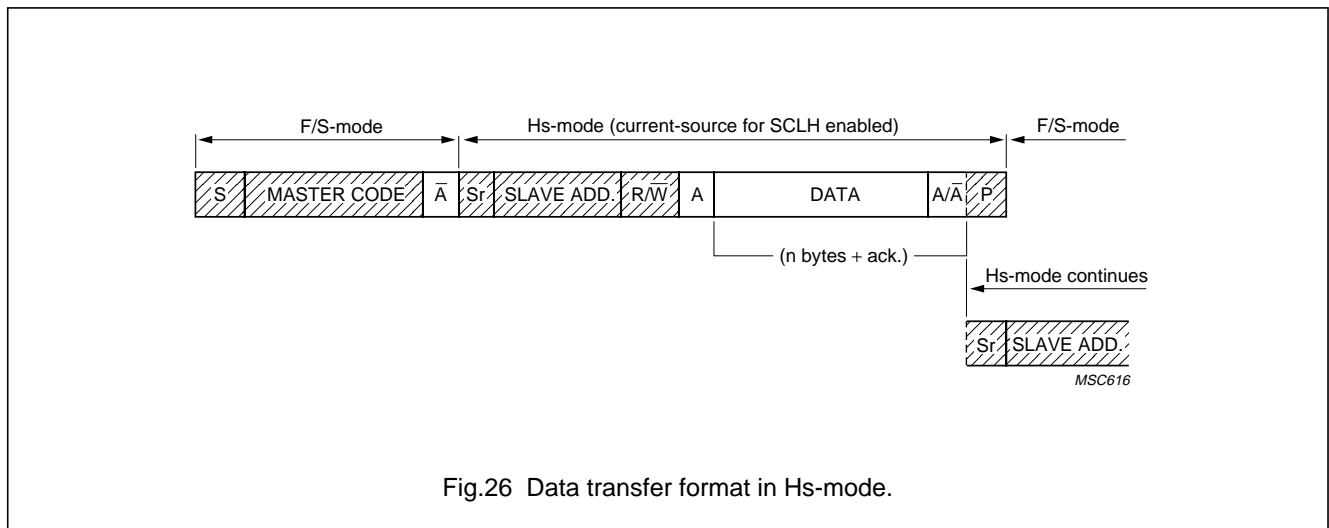 F/S-mode Hs-mode (current-source for SCLH enabled) F/S-mode
S MASTER CODE A̅ Sr SLAVE ADD. R/W̅ A DATA A/A̅ P
(n bytes + ack.)
Hs-mode continues
Sr SLAVE ADD.
MSC616
Fig.26 Data transfer format in Hs-mode.